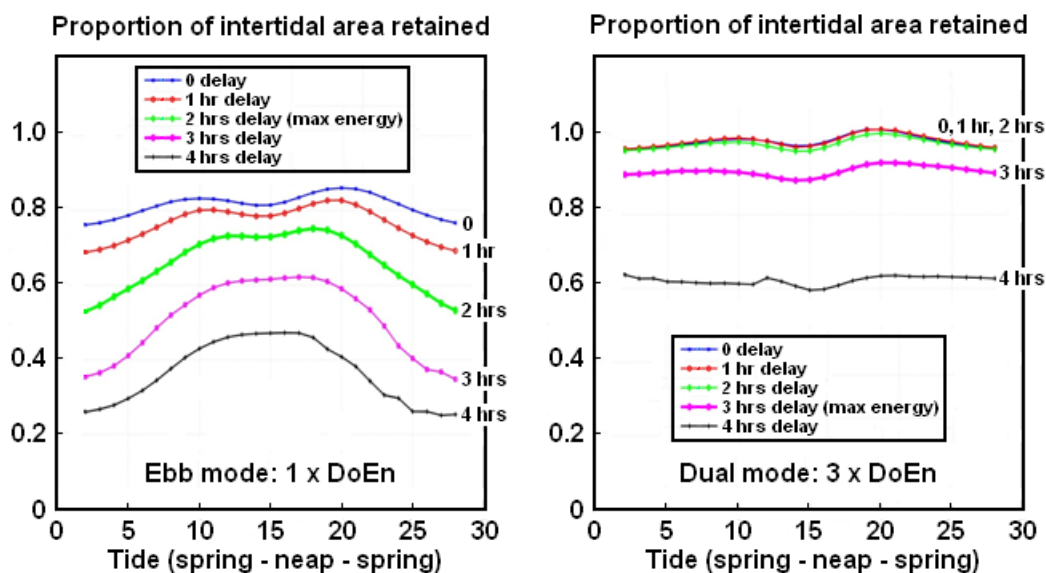 Proportion of intertidal area retained
0 delay
1 hr delay
2 hrs delay (max energy)
3 hrs delay
4 hrs delay
1.0
0.8
0.6
0.4
0.2
0
0
1 hr
2 hrs
3 hrs
4 hrs
Ebb mode: 1 x DoEn
0 5 10 15 20 25 30
Tide (spring - neap - spring)
Proportion of intertidal area retained
1.0
0.8
0.6
0.4
0.2
0
0, 1 hr, 2 hrs
3 hrs
4 hrs
0 delay
1 hr delay
2 hrs delay
3 hrs delay (max energy)
4 hrs delay
Dual mode: 3 x DoEn
0 5 10 15 20 25 30
Tide (spring - neap - spring)